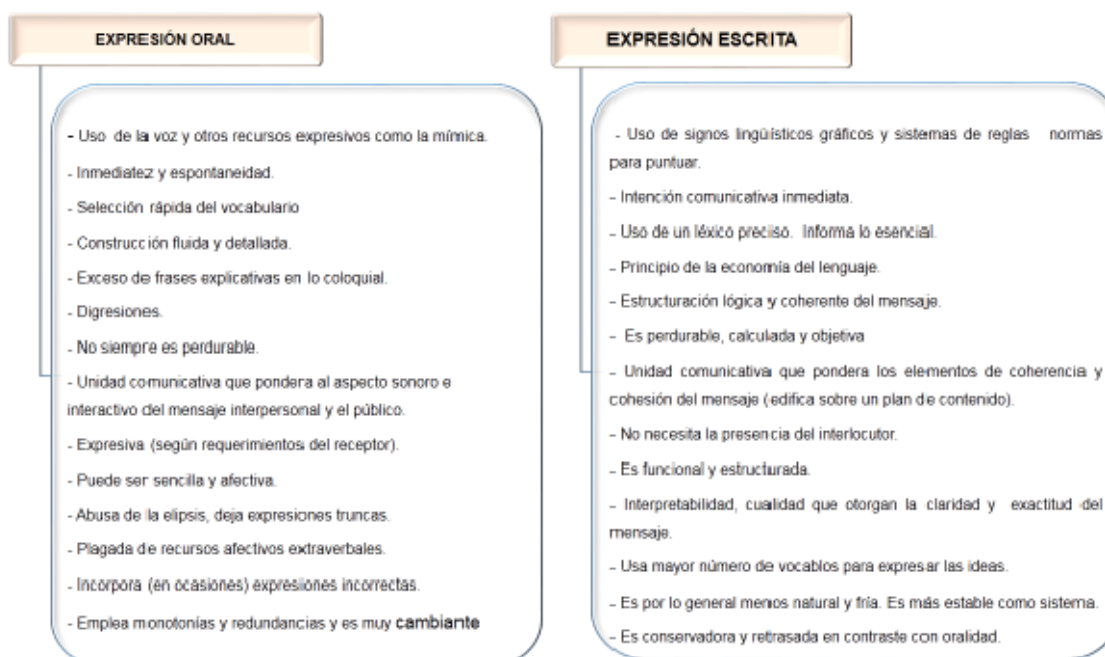 EXPRESIÓN ORAL
- Uso de la voz y otros recursos expresivos como la mímica.
- Inmediatez y espontaneidad.
- Selección rápida del vocabulario
- Construcción fluida y detallada.
- Exceso de frases explicativas en lo coloquial.
- Digresiones.
- No siempre es perdurable.
- Unidad comunicativa que pondera al aspecto sonoro e
interactivo del mensaje interpersonal y el público.
- Expresiva (según requerimientos del receptor).
- Puede ser sencilla y afectiva.
- Abusa de la elipsis, deja expresiones truncas.
- Plagada de recursos afectivos extraverbales.
- Incorpora (en ocasiones) expresiones incorrectas.
- Emplea monotonías y redundancias y es muy cambiante
EXPRESIÓN ESCRITA
- Uso de signos lingüísticos gráficos y sistemas de reglas normas
para puntuar.
- Intención comunicativa inmediata.
- Uso de un léxico preciso. Informa lo esencial.
- Principio de la economía del lenguaje.
- Estructuración lógica y coherente del mensaje.
- Es perdurable, calculada y objetiva
- Unidad comunicativa que pondera los elementos de coherencia y
cohesión del mensaje (edifica sobre un plan de contenido).
- No necesita la presencia del interlocutor.
- Es funcional y estructurada.
- Interpretabilidad, cualidad que otorgan la claridad y exactitud del
mensaje.
- Usa mayor número de vocablos para expresar las ideas.
- Es por lo general menos natural y fría. Es más estable como sistema.
- Es conservadora y retrasada en contraste con oralidad.